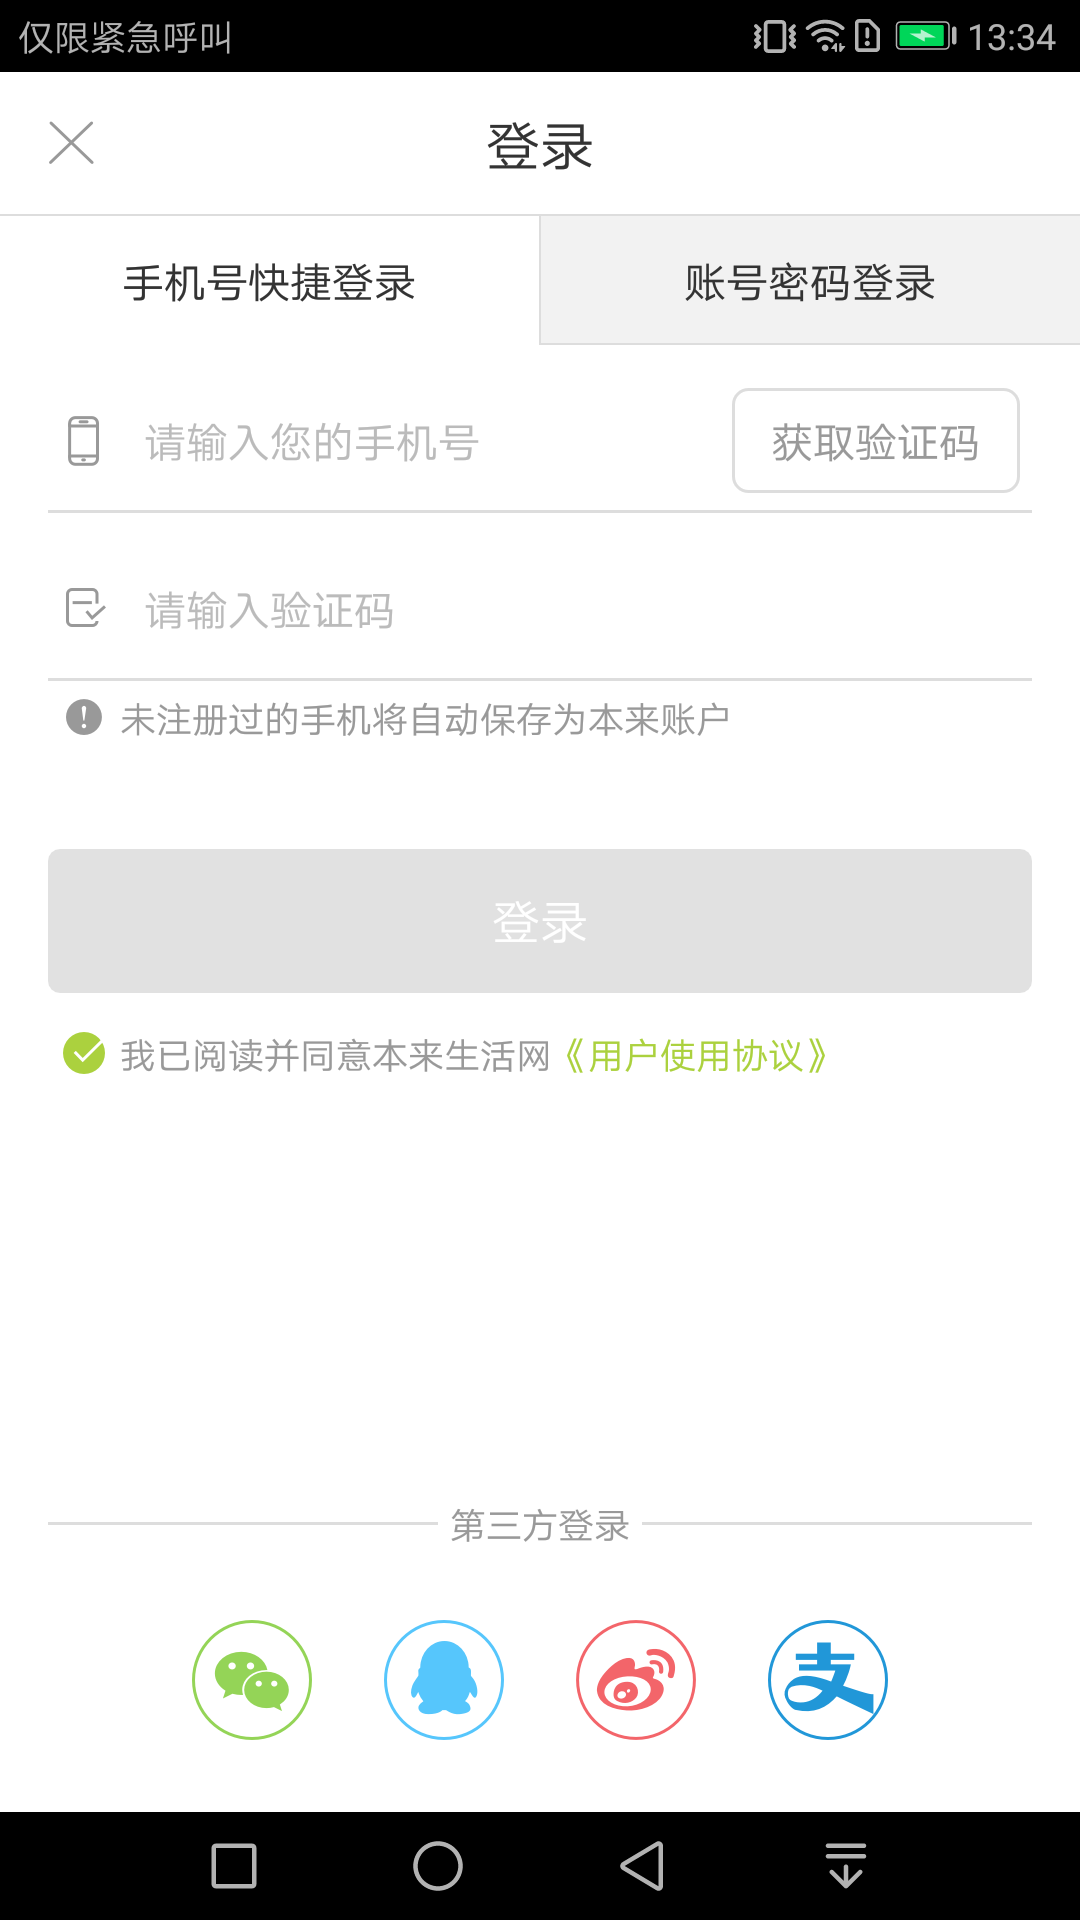 仅限紧急呼叫 13:34
登录
手机号快捷登录 账号密码登录
请输入您的手机号 获取验证码
请输入验证码
未注册过的手机将自动保存为本来账户
登录
我已阅读并同意本来生活网《用户使用协议》
第三方登录
支